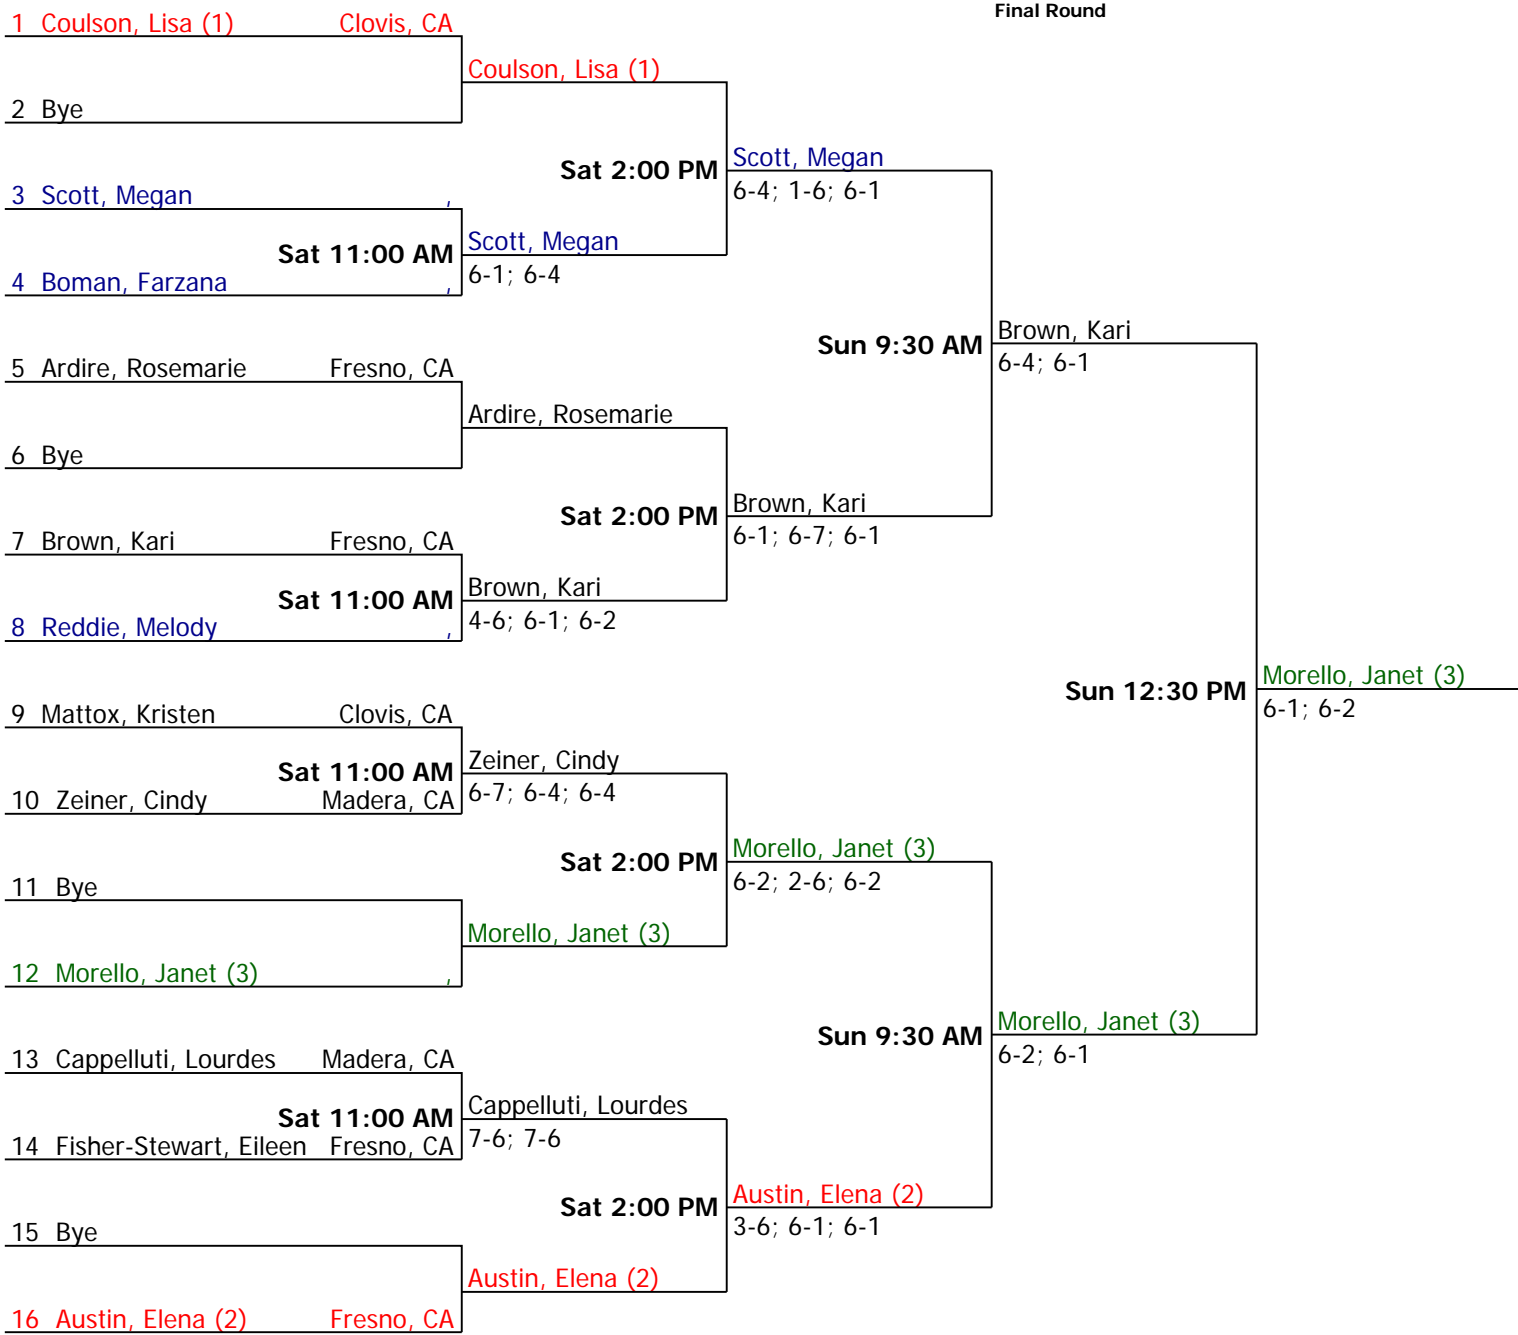 Final Round
1 Coulson, Lisa (1) Clovis, CA
Coulson, Lisa (1)
2 Bye
Sat 2:00 PM Scott, Megan
6-4; 1-6; 6-1
3 Scott, Megan ,
Sat 11:00 AM Scott, Megan
6-1; 6-4
4 Boman, Farzana ,
Sun 9:30 AM Brown, Kari
6-4; 6-1
5 Ardire, Rosemarie Fresno, CA
Ardire, Rosemarie
6 Bye
Sat 2:00 PM Brown, Kari
6-1; 6-7; 6-1
7 Brown, Kari Fresno, CA
Sat 11:00 AM Brown, Kari
4-6; 6-1; 6-2
8 Reddie, Melody ,
Sun 12:30 PM Morello, Janet (3)
6-1; 6-2
9 Mattox, Kristen Clovis, CA
Sat 11:00 AM Zeiner, Cindy
6-7; 6-4; 6-4
10 Zeiner, Cindy Madera, CA
Sat 2:00 PM Morello, Janet (3)
6-2; 2-6; 6-2
11 Bye
Morello, Janet (3)
12 Morello, Janet (3) ,
Sun 9:30 AM Morello, Janet (3)
6-2; 6-1
13 Cappelluti, Lourdes Madera, CA
Sat 11:00 AM Cappelluti, Lourdes
7-6; 7-6
14 Fisher-Stewart, Eileen Fresno, CA
Sat 2:00 PM Austin, Elena (2)
3-6; 6-1; 6-1
15 Bye
Austin, Elena (2)
16 Austin, Elena (2) Fresno, CA